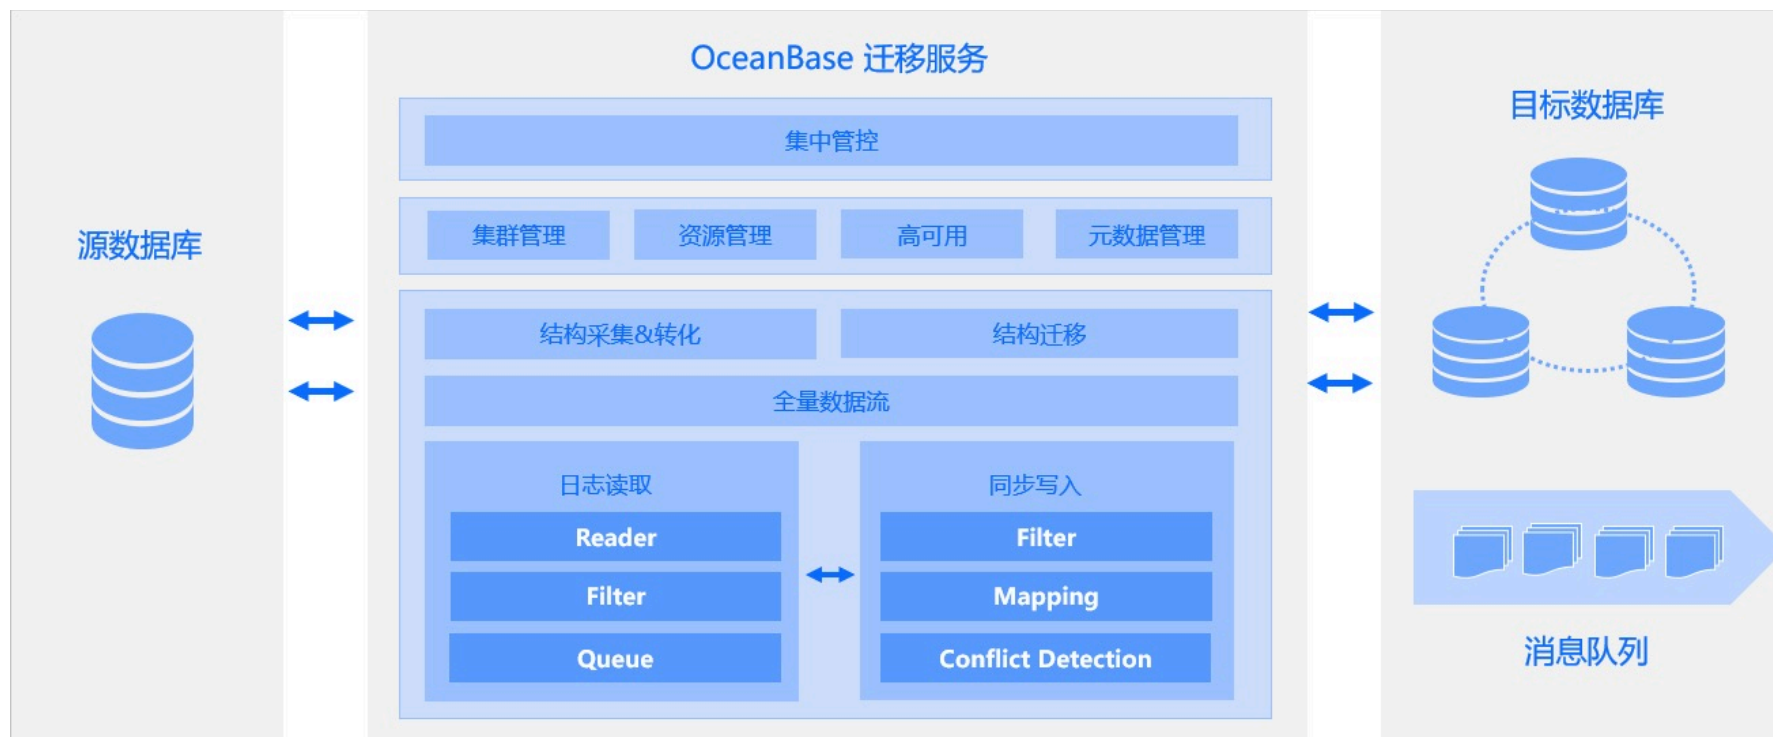 源数据库
OceanBase 迁移服务
集中管控
集群管理
资源管理
高可用
元数据管理
结构采集&转化
结构迁移
全量数据流
日志读取
Reader
Filter
Queue
同步写入
Filter
Mapping
Conflict Detection
目标数据库
消息队列